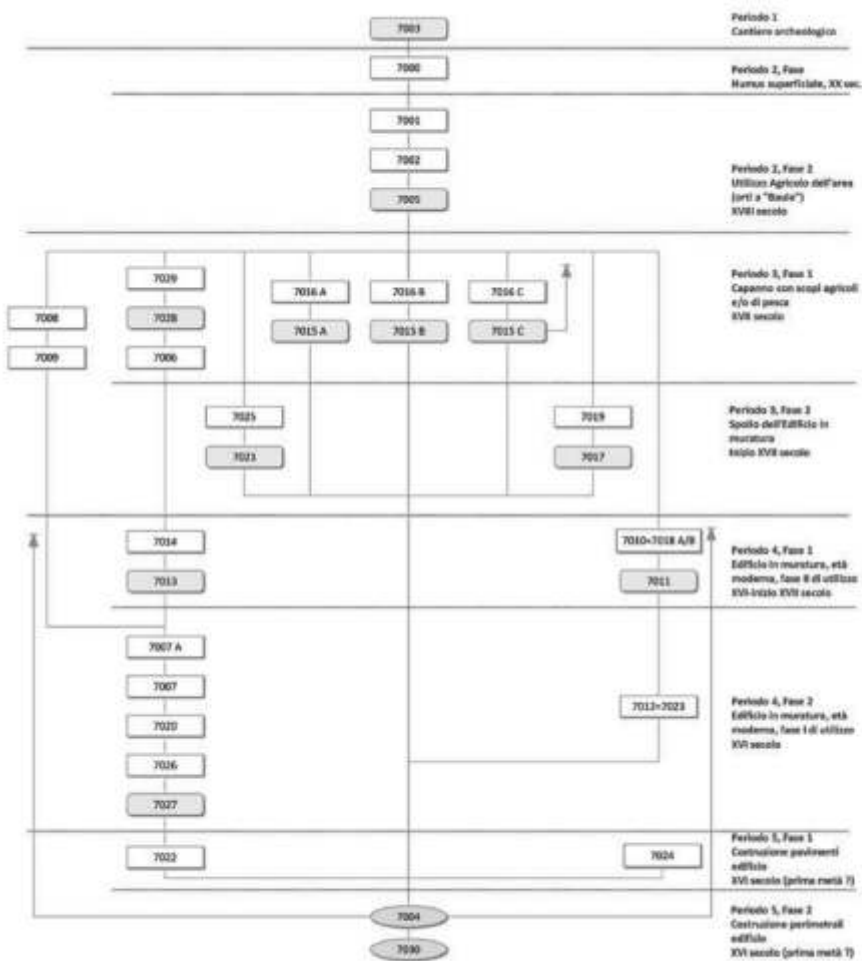 7003
Periodo 1
Cantiere archeologico
7000
Periodo 2, Fase
Humus superficiale, XX sec.
7001
7002
7005
Periodo 2, Fase 2
Utilizzo Agricolo dell'area
(orti a "Baule")
XVIII secolo
7029
7016 A
7016 B
7016 C
7008
7028
7015 A
7015 B
7015 C
7009
7006
Periodo 3, Fase 1
Capanno con scopi agricoli
e/o di pesca
XVII secolo
7025
7019
7021
7017
Periodo 3, Fase 2
Spolio dell'Edificio in
muratura
Inizio XVII secolo
7014
7010=7018 A/B
7013
7011
Periodo 4, Fase 1
Edificio in muratura, età
moderna, fase II di utilizzo
XVI-inizio XVII secolo
7007 A
7007
7012=7023
7020
7026
7027
Periodo 4, Fase 2
Edificio in muratura, età
moderna, fase I di utilizzo
XVI secolo
7022
7024
Periodo 5, Fase 1
Costruzione pavimenti
edificio
XVI secolo (prima metà ?)
7004
7030
Periodo 5, Fase 2
Costruzione perimetrali
edificio
XVI secolo (prima metà ?)